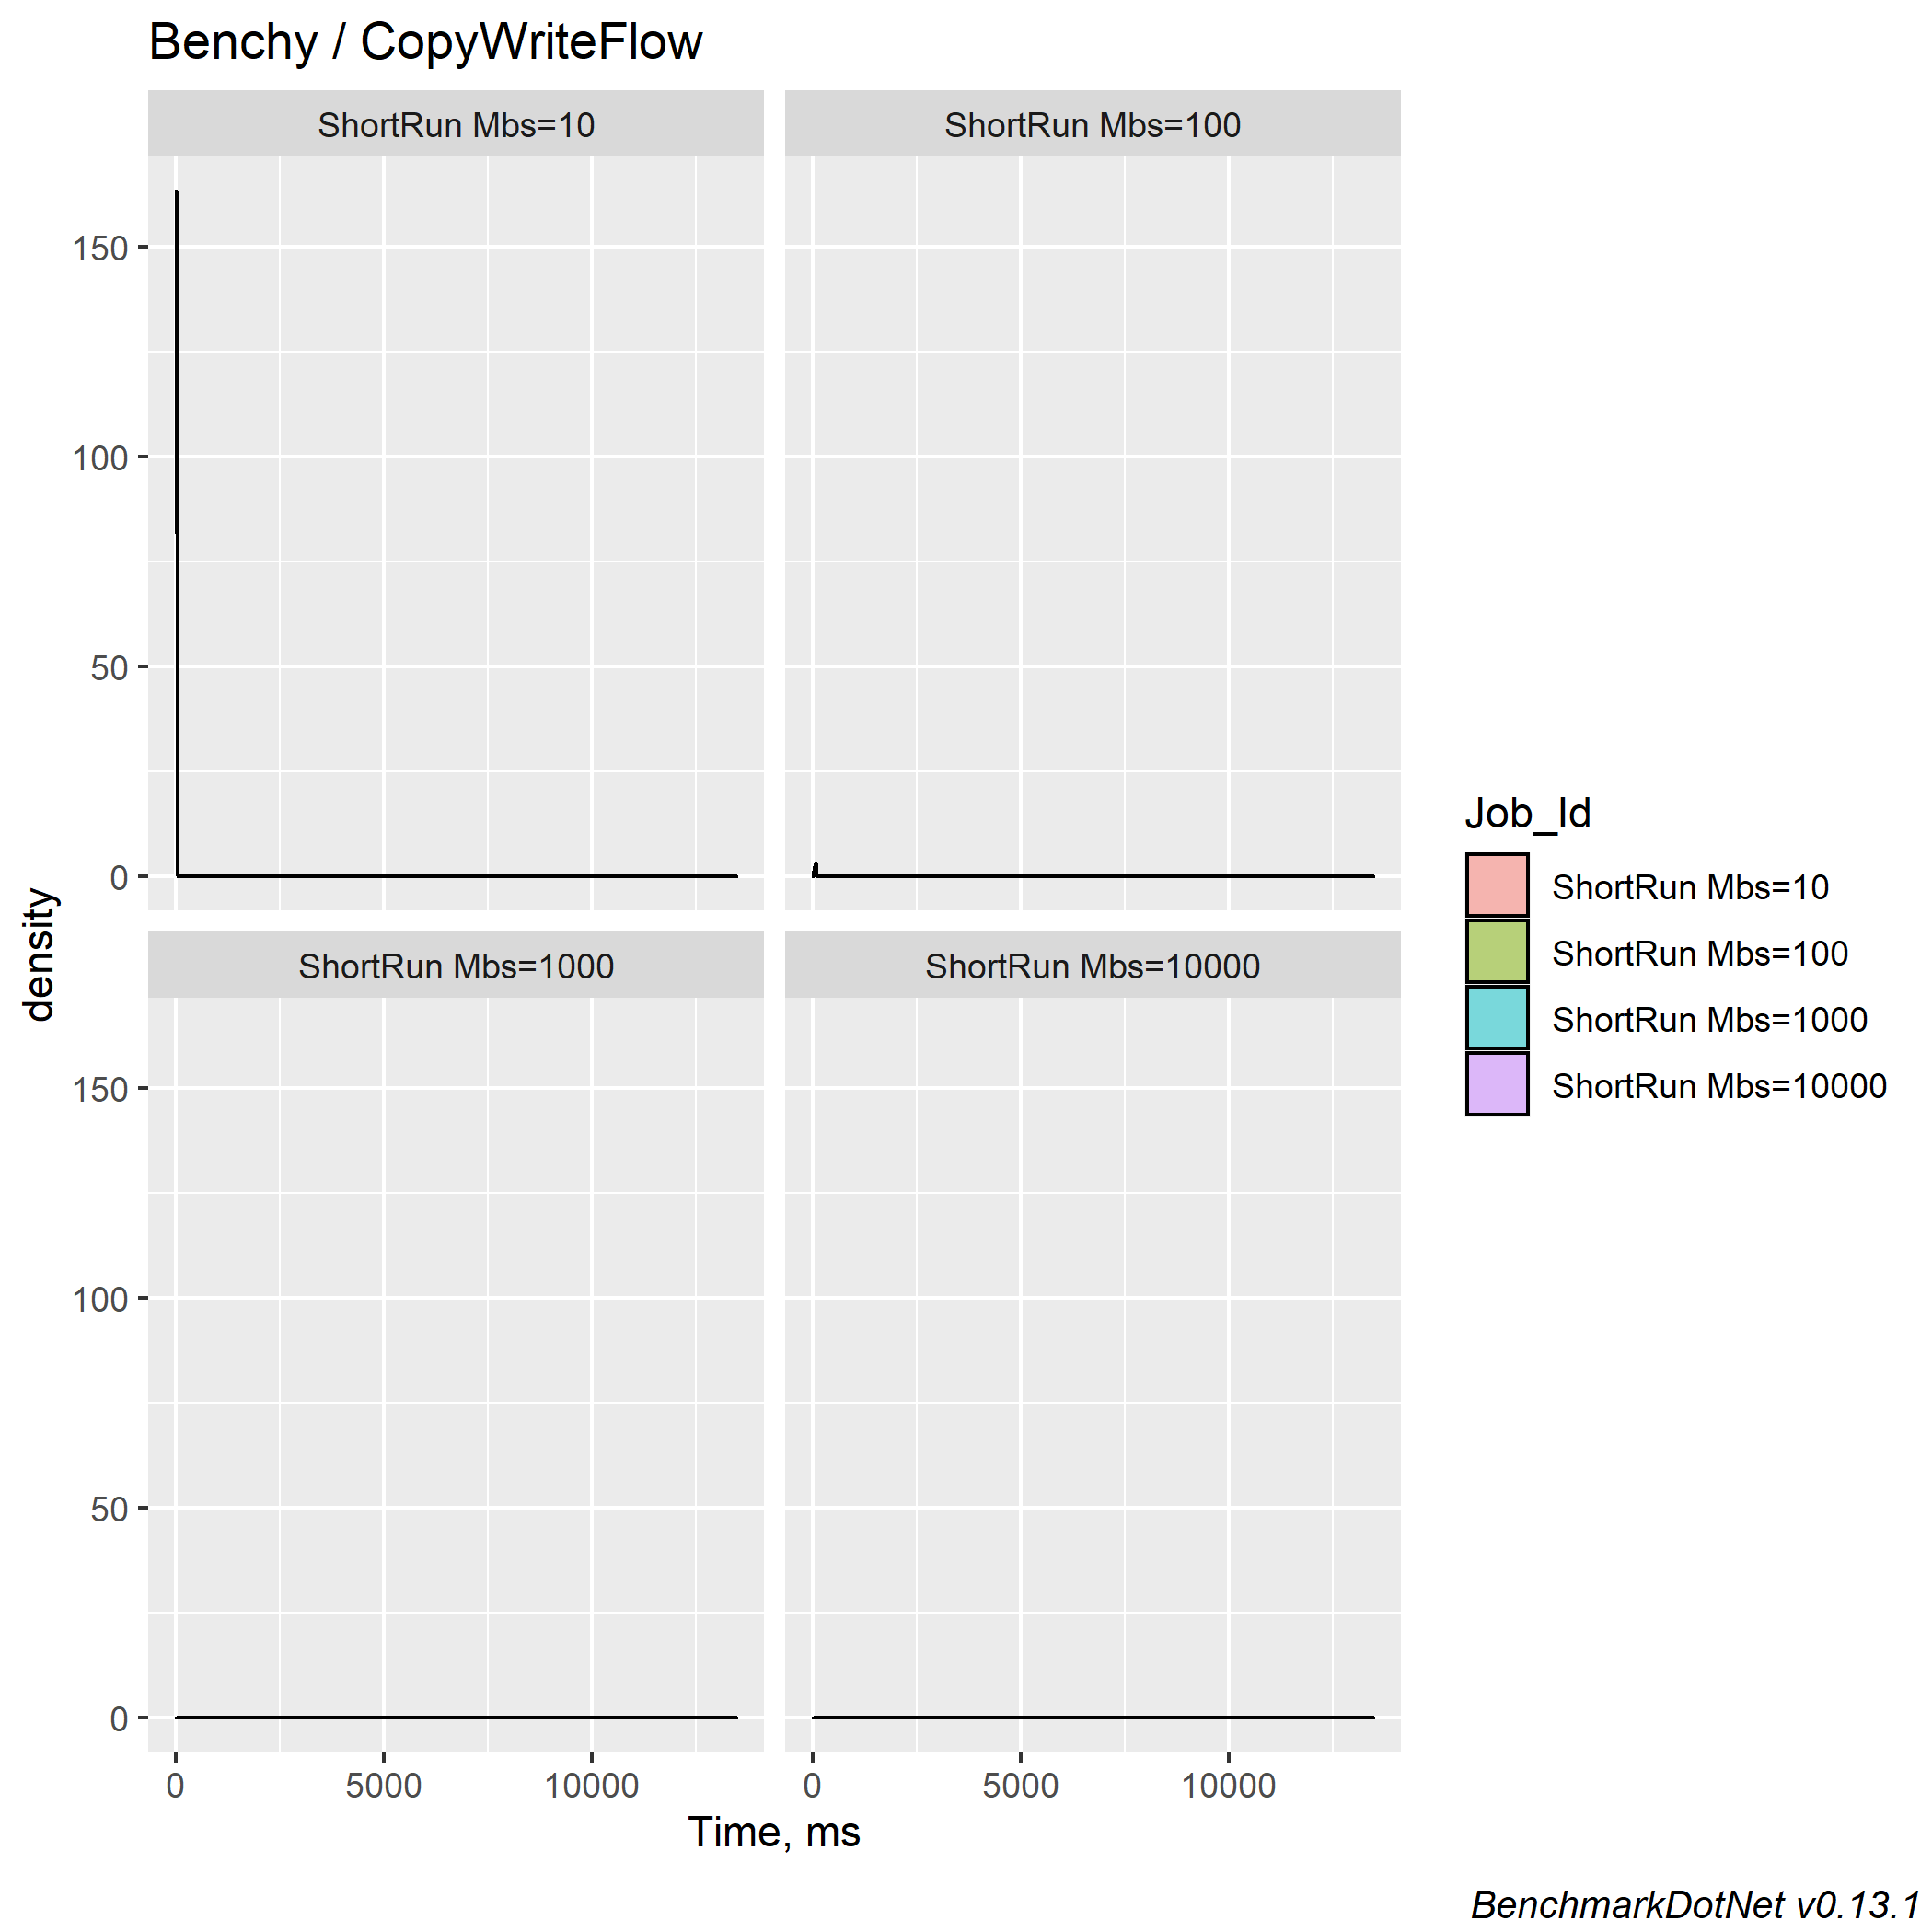 Benchy / CopyWriteFlow
ShortRun Mbs=10
ShortRun Mbs=100
150
100
50
0
ShortRun Mbs=1000
ShortRun Mbs=10000
150
100
50
0
0 5000 10000
0 5000 10000
Time, ms
density
Job_Id
ShortRun Mbs=10
ShortRun Mbs=100
ShortRun Mbs=1000
ShortRun Mbs=10000
BenchmarkDotNet v0.13.1